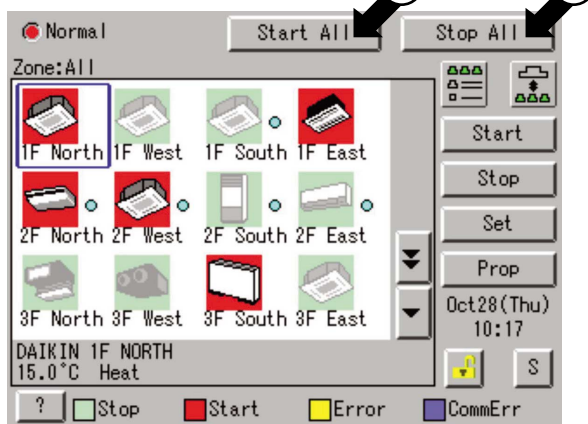 Normal
Start All
Stop All
Zone:All
1F North
1F West
1F South
1F East
Start
Stop
2F North
2F West
2F South
2F East
Set
Prop
3F North
3F West
3F South
3F East
Oct28(Thu)
10:17
DAIKIN 1F NORTH
15.0°C Heat
S
?
Stop
Start
Error
CommErr